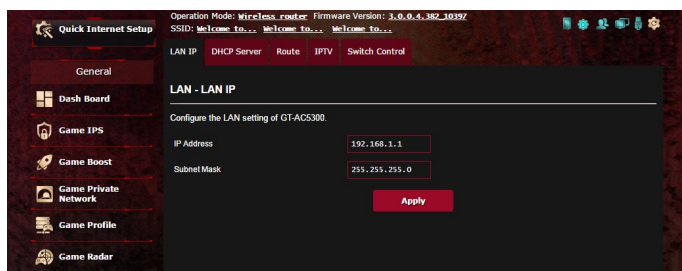 Quick Internet Setup
Operation Mode: Wireless router Firmware Version: 3.0.0.4.382_10397
SSID: Welcome to... Welcome to... Welcome to...
LAN IP DHCP Server Route IPTV Switch Control
General
Dash Board
Game IPS
Game Boost
Game Private
Network
Game Profile
Game Radar
LAN - LAN IP
Configure the LAN setting of GT-AC5300.
IP Address 192.168.1.1
Subnet Mask 255.255.255.0
Apply